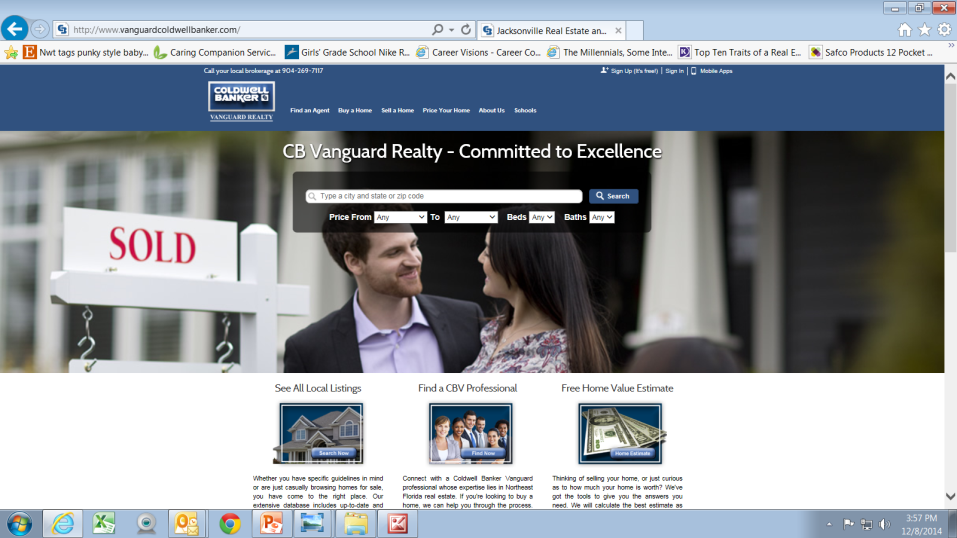 http://www.vanguardcoldwellbanker.com/
Jacksonville Real Estate an...
Nwt tags punky style baby...
Caring Companion Servic...
Girls' Grade School Nike R...
Career Visions - Career Co...
The Millennials, Some Inte...
Top Ten Traits of a Real E...
Safco Products 12 Pocket ...
Call your local brokerage at 904-269-7117
Sign Up (It's free!) | Sign In | Mobile Apps
COLDWELL
BANKER
VANGUARD REALTY
Find an Agent Buy a Home Sell a Home Price Your Home About Us Schools
CB Vanguard Realty - Committed to Excellence
Type a city and state or zip code
Search
Price From Any To Any Beds Any Baths Any
SOLD
See All Local Listings
Search Now
Whether you have specific guidelines in mind
or are just casually browsing homes for sale,
you have come to the right place. Our
extensive database includes up-to-date and
Find a CBV Professional
Find Now
Connect with a Coldwell Banker Vanguard
professional whose expertise lies in Northeast
Florida real estate. If you're looking to buy a
home, we can help you through the process.
Free Home Value Estimate
Home Estimate
Thinking of selling your home, or just curious
as to how much your home is worth? We've
got the tools to give you the answers you
need. We will calculate the best estimate as
3:57 PM
12/8/2014